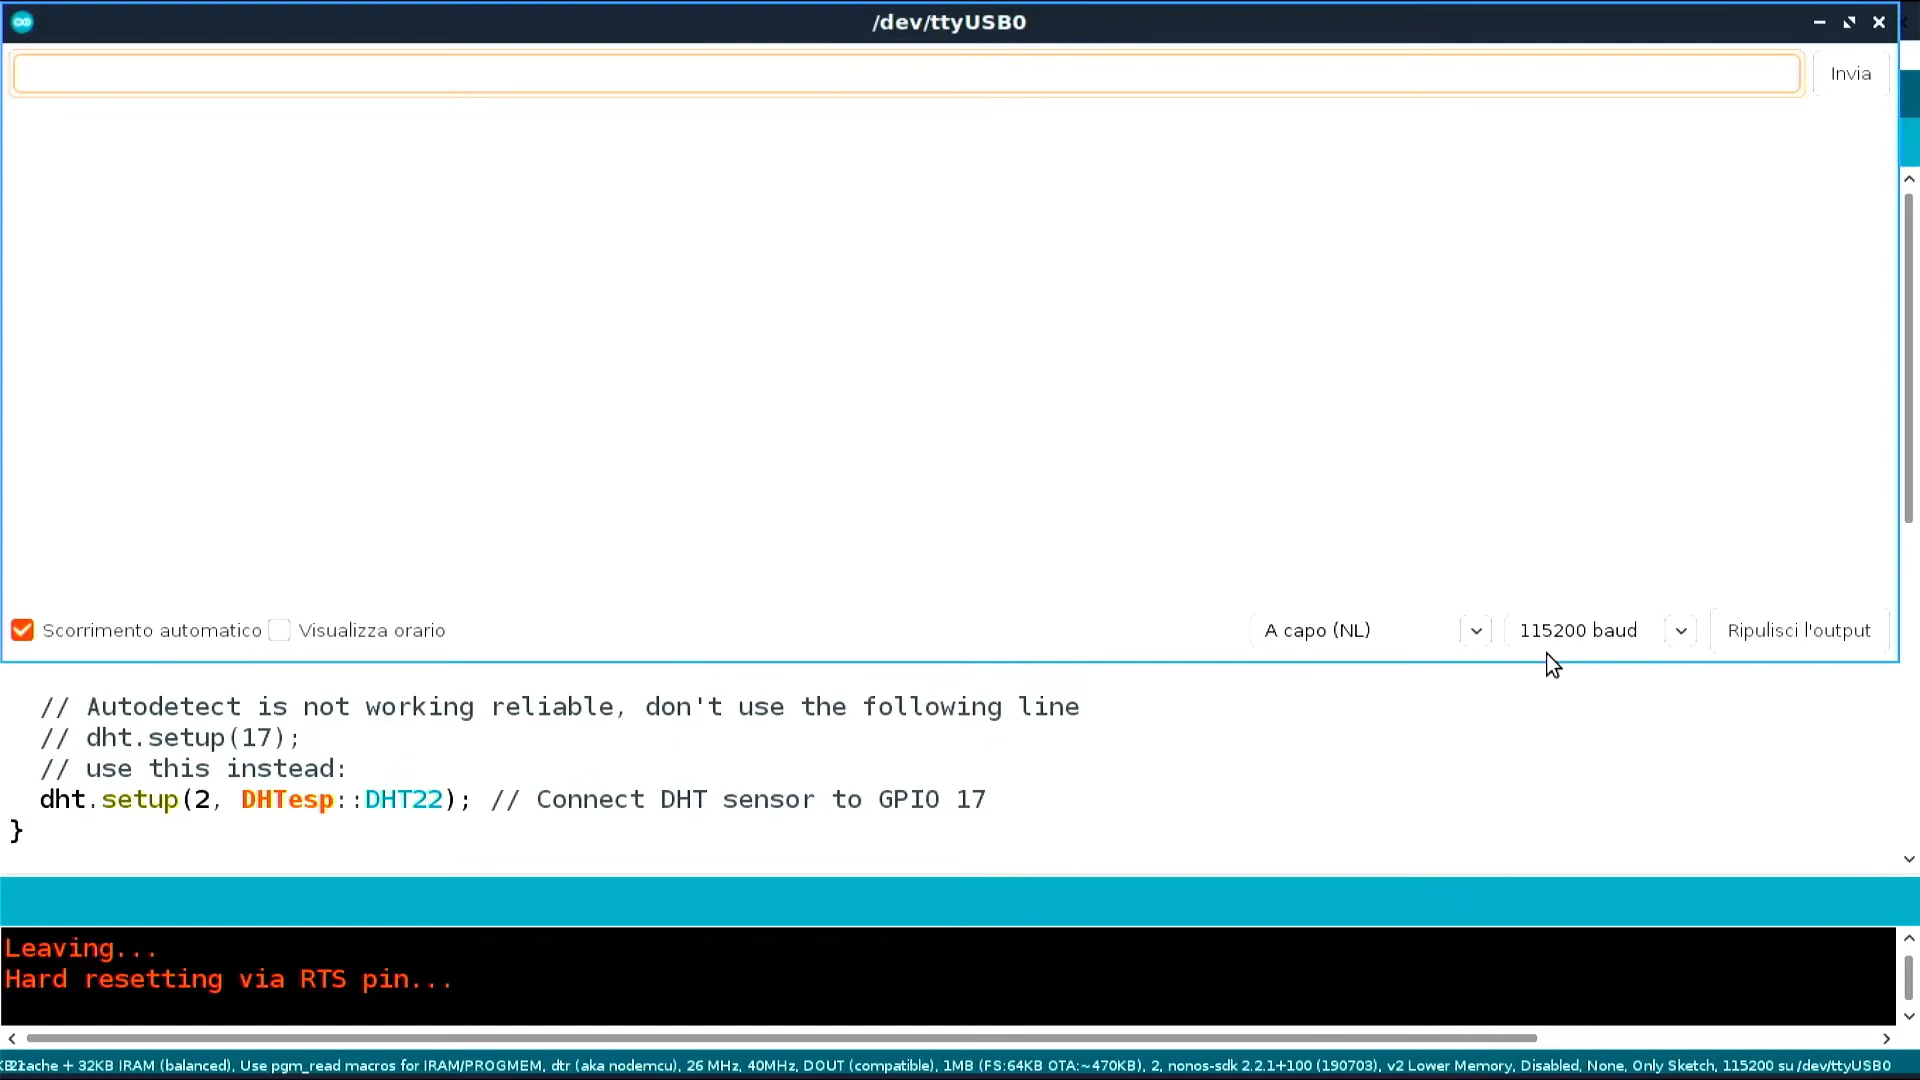 /dev/ttyUSB0
Invia
Scorrimento automatico Visualizza orario A capo (NL) 115200 baud Ripulisci l'output
// Autodetect is not working reliable, don't use the following line
// dht.setup(17);
// use this instead:
dht.setup(2, DHTesp::DHT22); // Connect DHT sensor to GPIO 17
}
Leaving...
Hard resetting via RTS pin...
cache + 32KB IRAM (balanced), Use pgm_read macros for IRAM/PROGMEM, dtr (aka nodemcu), 26 MHz, 40MHz, DOUT (compatible), 1MB (FS:64KB OTA:~470KB), 2, nonos-sdk 2.2.1+100 (190703), v2 Lower Memory, Disabled, None, Only Sketch, 115200 su /dev/ttyUSB0